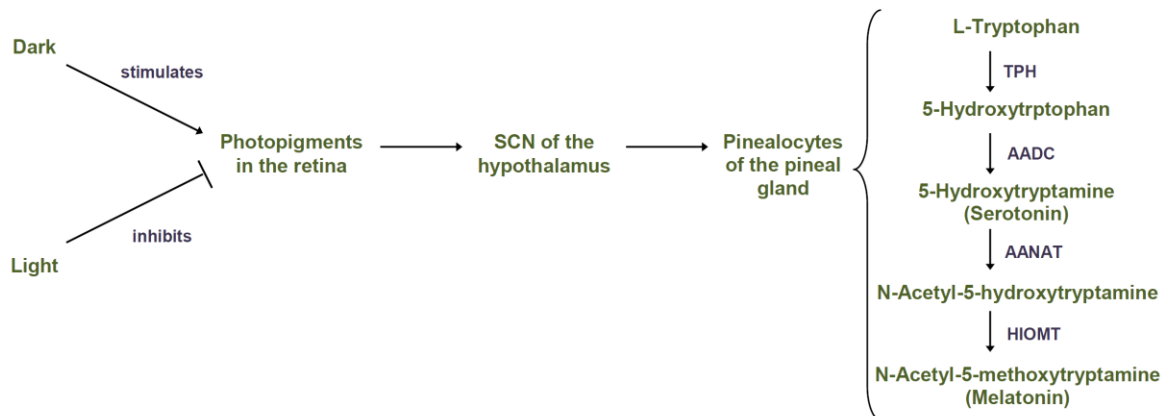 Dark
stimulates
Photopigments
in the retina
inhibits
Light
SCN of the
hypothalamus
Pinealocytes
of the pineal
gland
L-Tryptophan
TPH
5-Hydroxytrptophan
AADC
5-Hydroxytryptamine
(Serotonin)
AANAT
N-Acetyl-5-hydroxytryptamine
HIOMT
N-Acetyl-5-methoxytryptamine
(Melatonin)